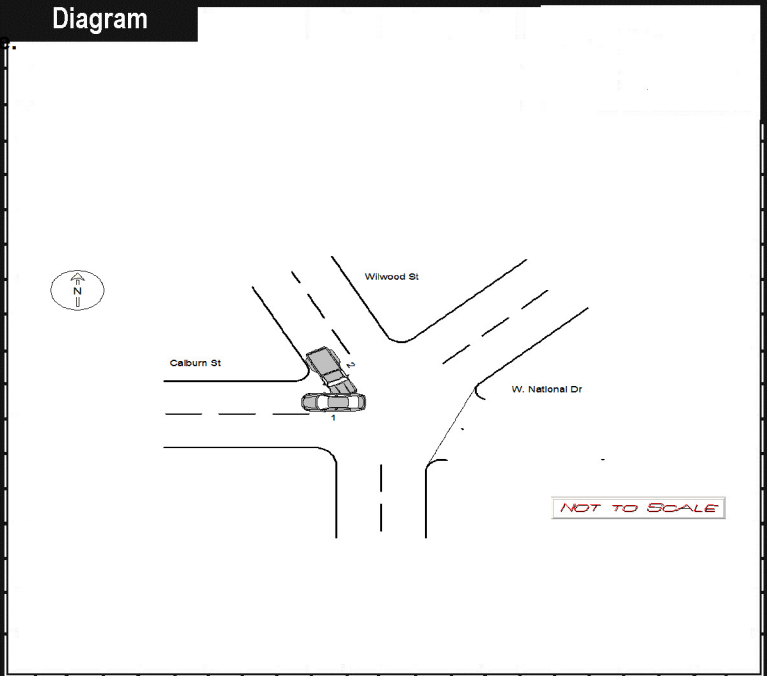 Diagram
Wilwood St
N
Calburn St
2
W. National Dr
1
NOT TO SCALE